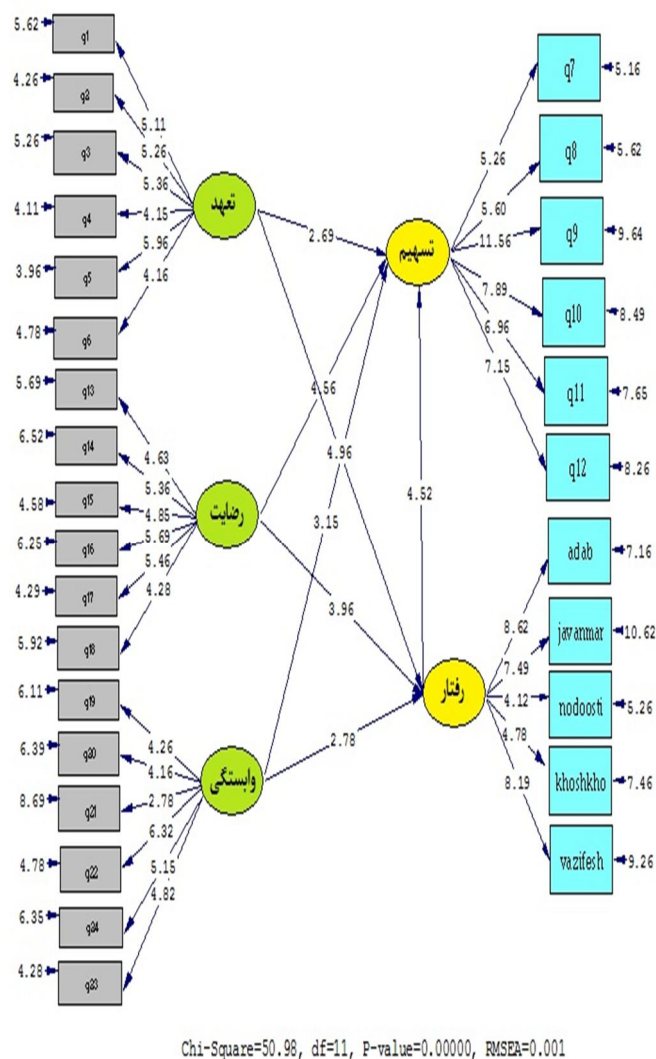 5.62 q1
4.26 q2
5.26 q3
4.11 q4
3.96 q5
4.78 q6
5.69 q13
6.52 q14
4.58 q15
6.25 q16
4.29 q17
5.92 q18
6.11 q19
6.39 q20
8.69 q21
4.78 q22
6.35 q24
4.28 q23
5.11
5.26
5.36
4.15
5.96
4.16
4.63
5.36
4.85
5.69
5.46
4.28
4.26
4.16
2.78
6.32
5.15
4.82
تعهد
رضایت
وابستگی
2.69
4.56
4.96
3.15
3.96
2.78
4.52
تسهیم
رفتار
5.26
5.60
11.56
7.89
6.96
7.15
8.62
7.49
4.12
4.78
8.19
q7 5.16
q8 5.62
q9 9.64
q10 8.49
q11 7.65
q12 8.26
adab 7.16
javanmar 10.62
nodoosti 5.26
khoshkho 7.46
vazifesh 9.26
Chi-Square=50.98, df=11, P-value=0.00000, RMSEA=0.001